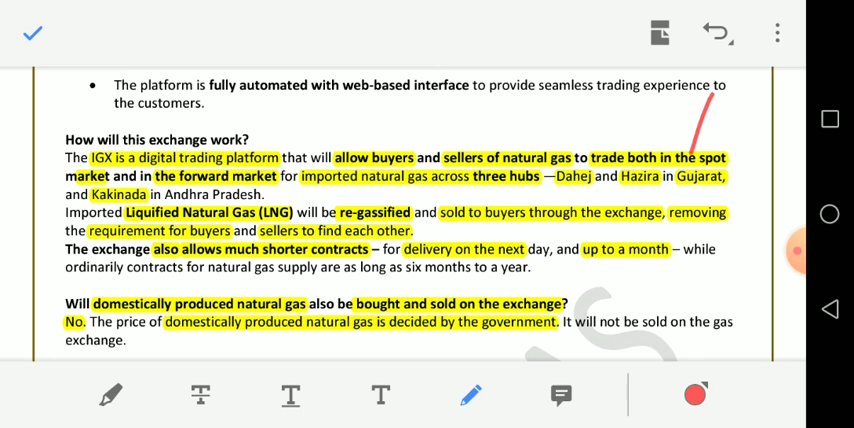 • The platform is fully automated with web-based interface to provide seamless trading experience to
the customers.
How will this exchange work?
The IGX is a digital trading platform that will allow buyers and sellers of natural gas to trade both in the spot
market and in the forward market for imported natural gas across three hubs —Dahej and Hazira in Gujarat,
and Kakinada in Andhra Pradesh.
Imported Liquified Natural Gas (LNG) will be re-gassified and sold to buyers through the exchange, removing
the requirement for buyers and sellers to find each other.
The exchange also allows much shorter contracts – for delivery on the next day, and up to a month – while
ordinarily contracts for natural gas supply are as long as six months to a year.
Will domestically produced natural gas also be bought and sold on the exchange?
No. The price of domestically produced natural gas is decided by the government. It will not be sold on the gas
exchange.